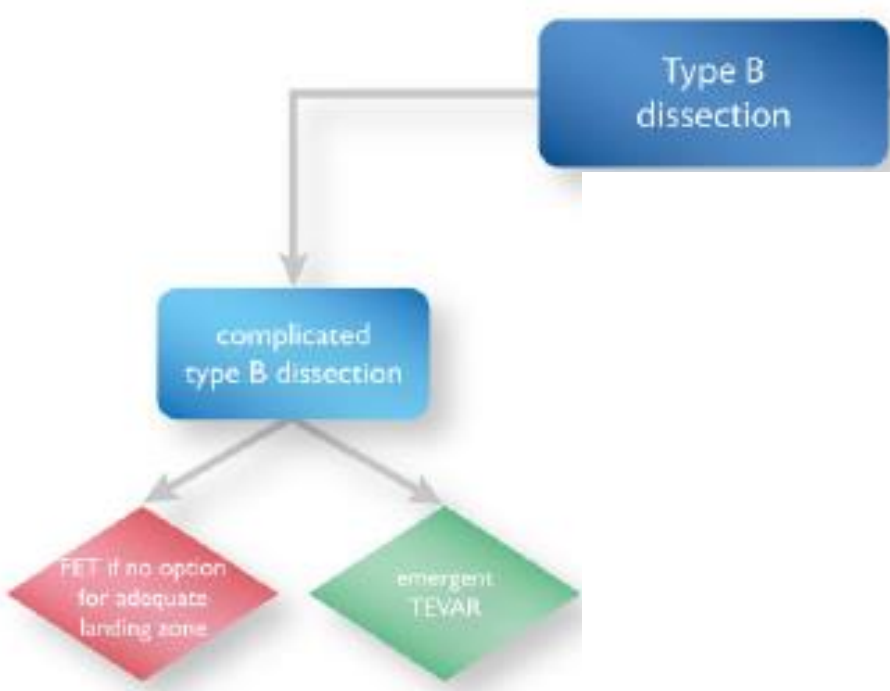 Type B
dissection
complicated
type B dissection
FET if no option
for adequate
landing zone
emergent
TEVAR